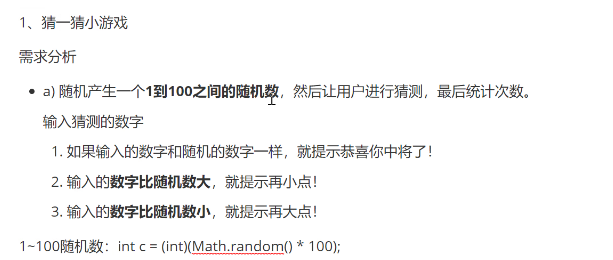 1、猜一猜小游戏
需求分析
• a) 随机产生一个1到100之间的随机数，然后让用户进行猜测，最后统计次数。
输入猜测的数字
1. 如果输入的数字和随机的数字一样，就提示恭喜你中将了！
2. 输入的数字比随机数大，就提示再小点！
3. 输入的数字比随机数小，就提示再大点！
1~100随机数：int c = (int)(Math.random() * 100);